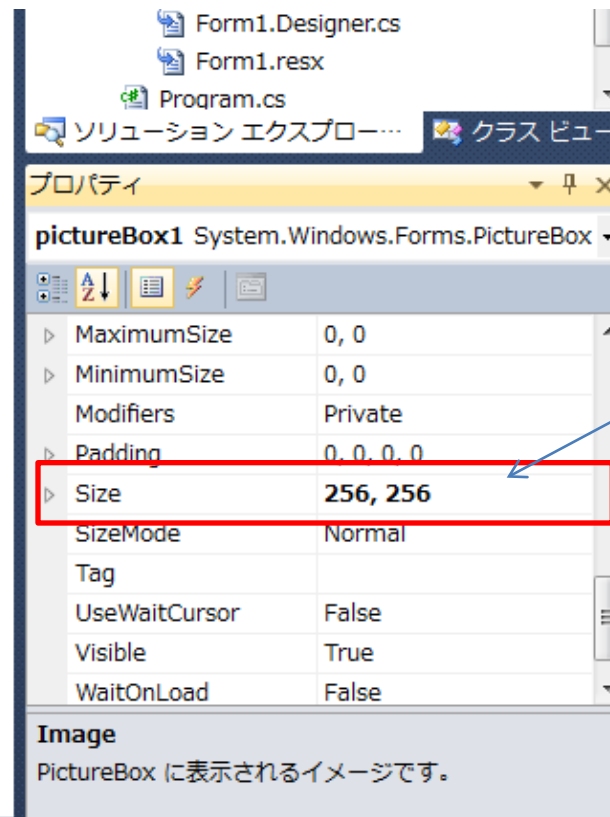 Form1.Designer.cs
Form1.resx
Program.cs
ソリューション エクスプロー… クラス ビュー
プロパティ
pictureBox1 System.Windows.Forms.PictureBox
MaximumSize 0, 0
MinimumSize 0, 0
Modifiers Private
Padding 0, 0, 0, 0
Size 256, 256
SizeMode Normal
Tag
UseWaitCursor False
Visible True
WaitOnLoad False
Image
PictureBox に表示されるイメージです。